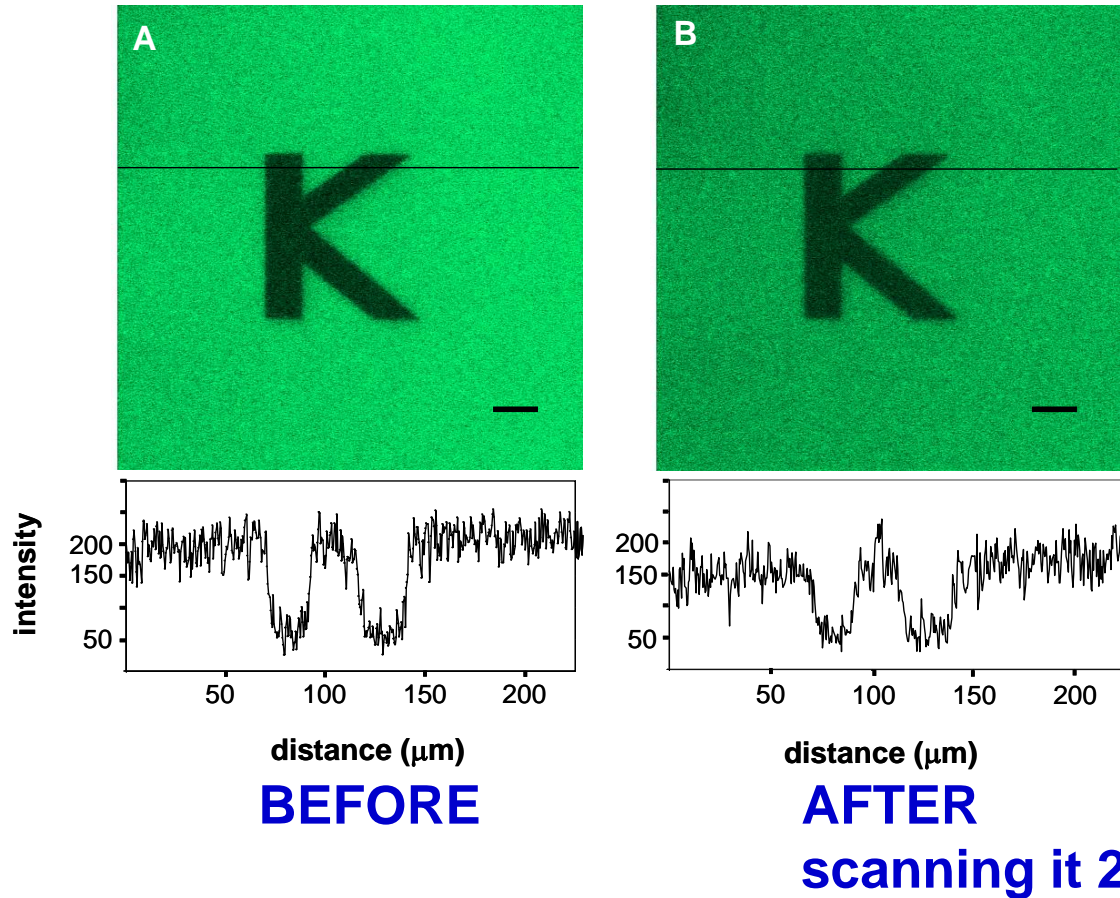 A
B
K
K
intensity
200
150
50
50
100
150
200
distance (μm)
200
150
50
50
100
150
200
distance (μm)
BEFORE
AFTER
scanning it 2